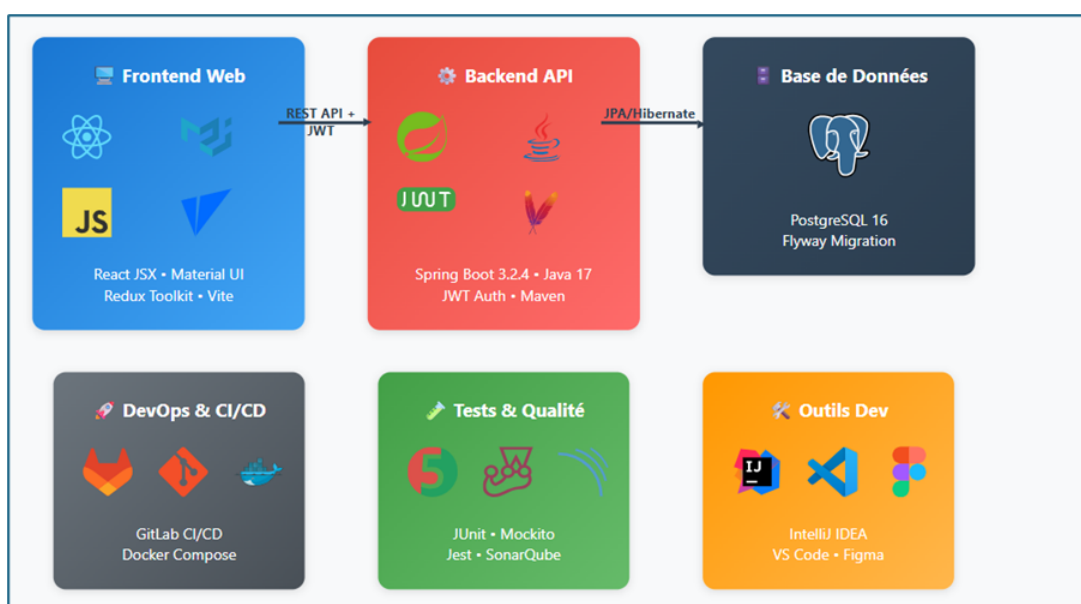 Frontend Web
JS
React JSX • Material UI
Redux Toolkit • Vite
REST API +
JWT
Backend API
JWT
Spring Boot 3.2.4 • Java 17
JWT Auth • Maven
JPA/Hibernate
Base de Données
PostgreSQL 16
Flyway Migration
DevOps & CI/CD
GitLab CI/CD
Docker Compose
Tests & Qualité
5
JUnit • Mockito
Jest • SonarQube
Outils Dev
IJ
IntelliJ IDEA
VS Code • Figma